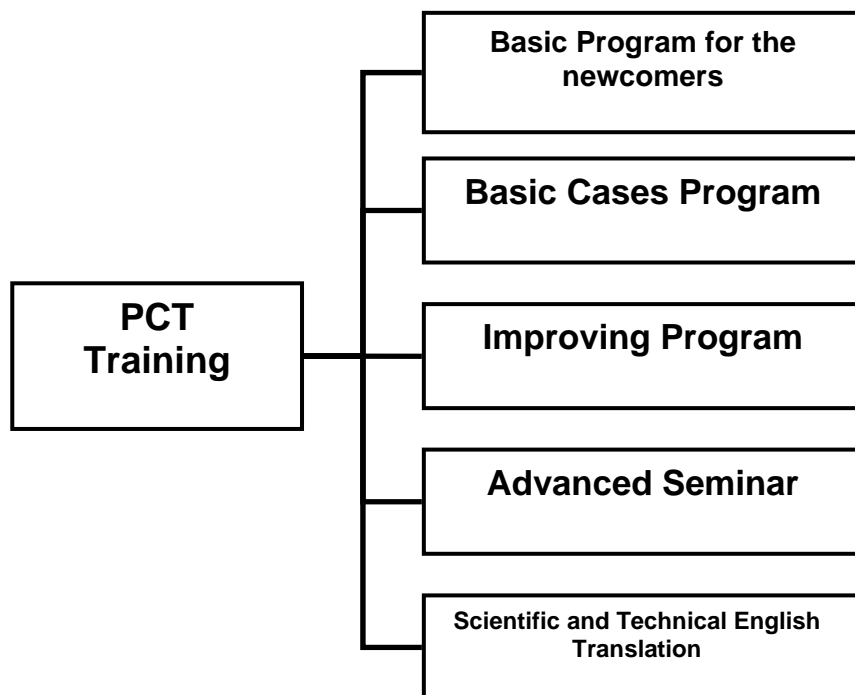 Basic Program for the
newcomers
Basic Cases Program
PCT
Training
Improving Program
Advanced Seminar
Scientific and Technical English
Translation